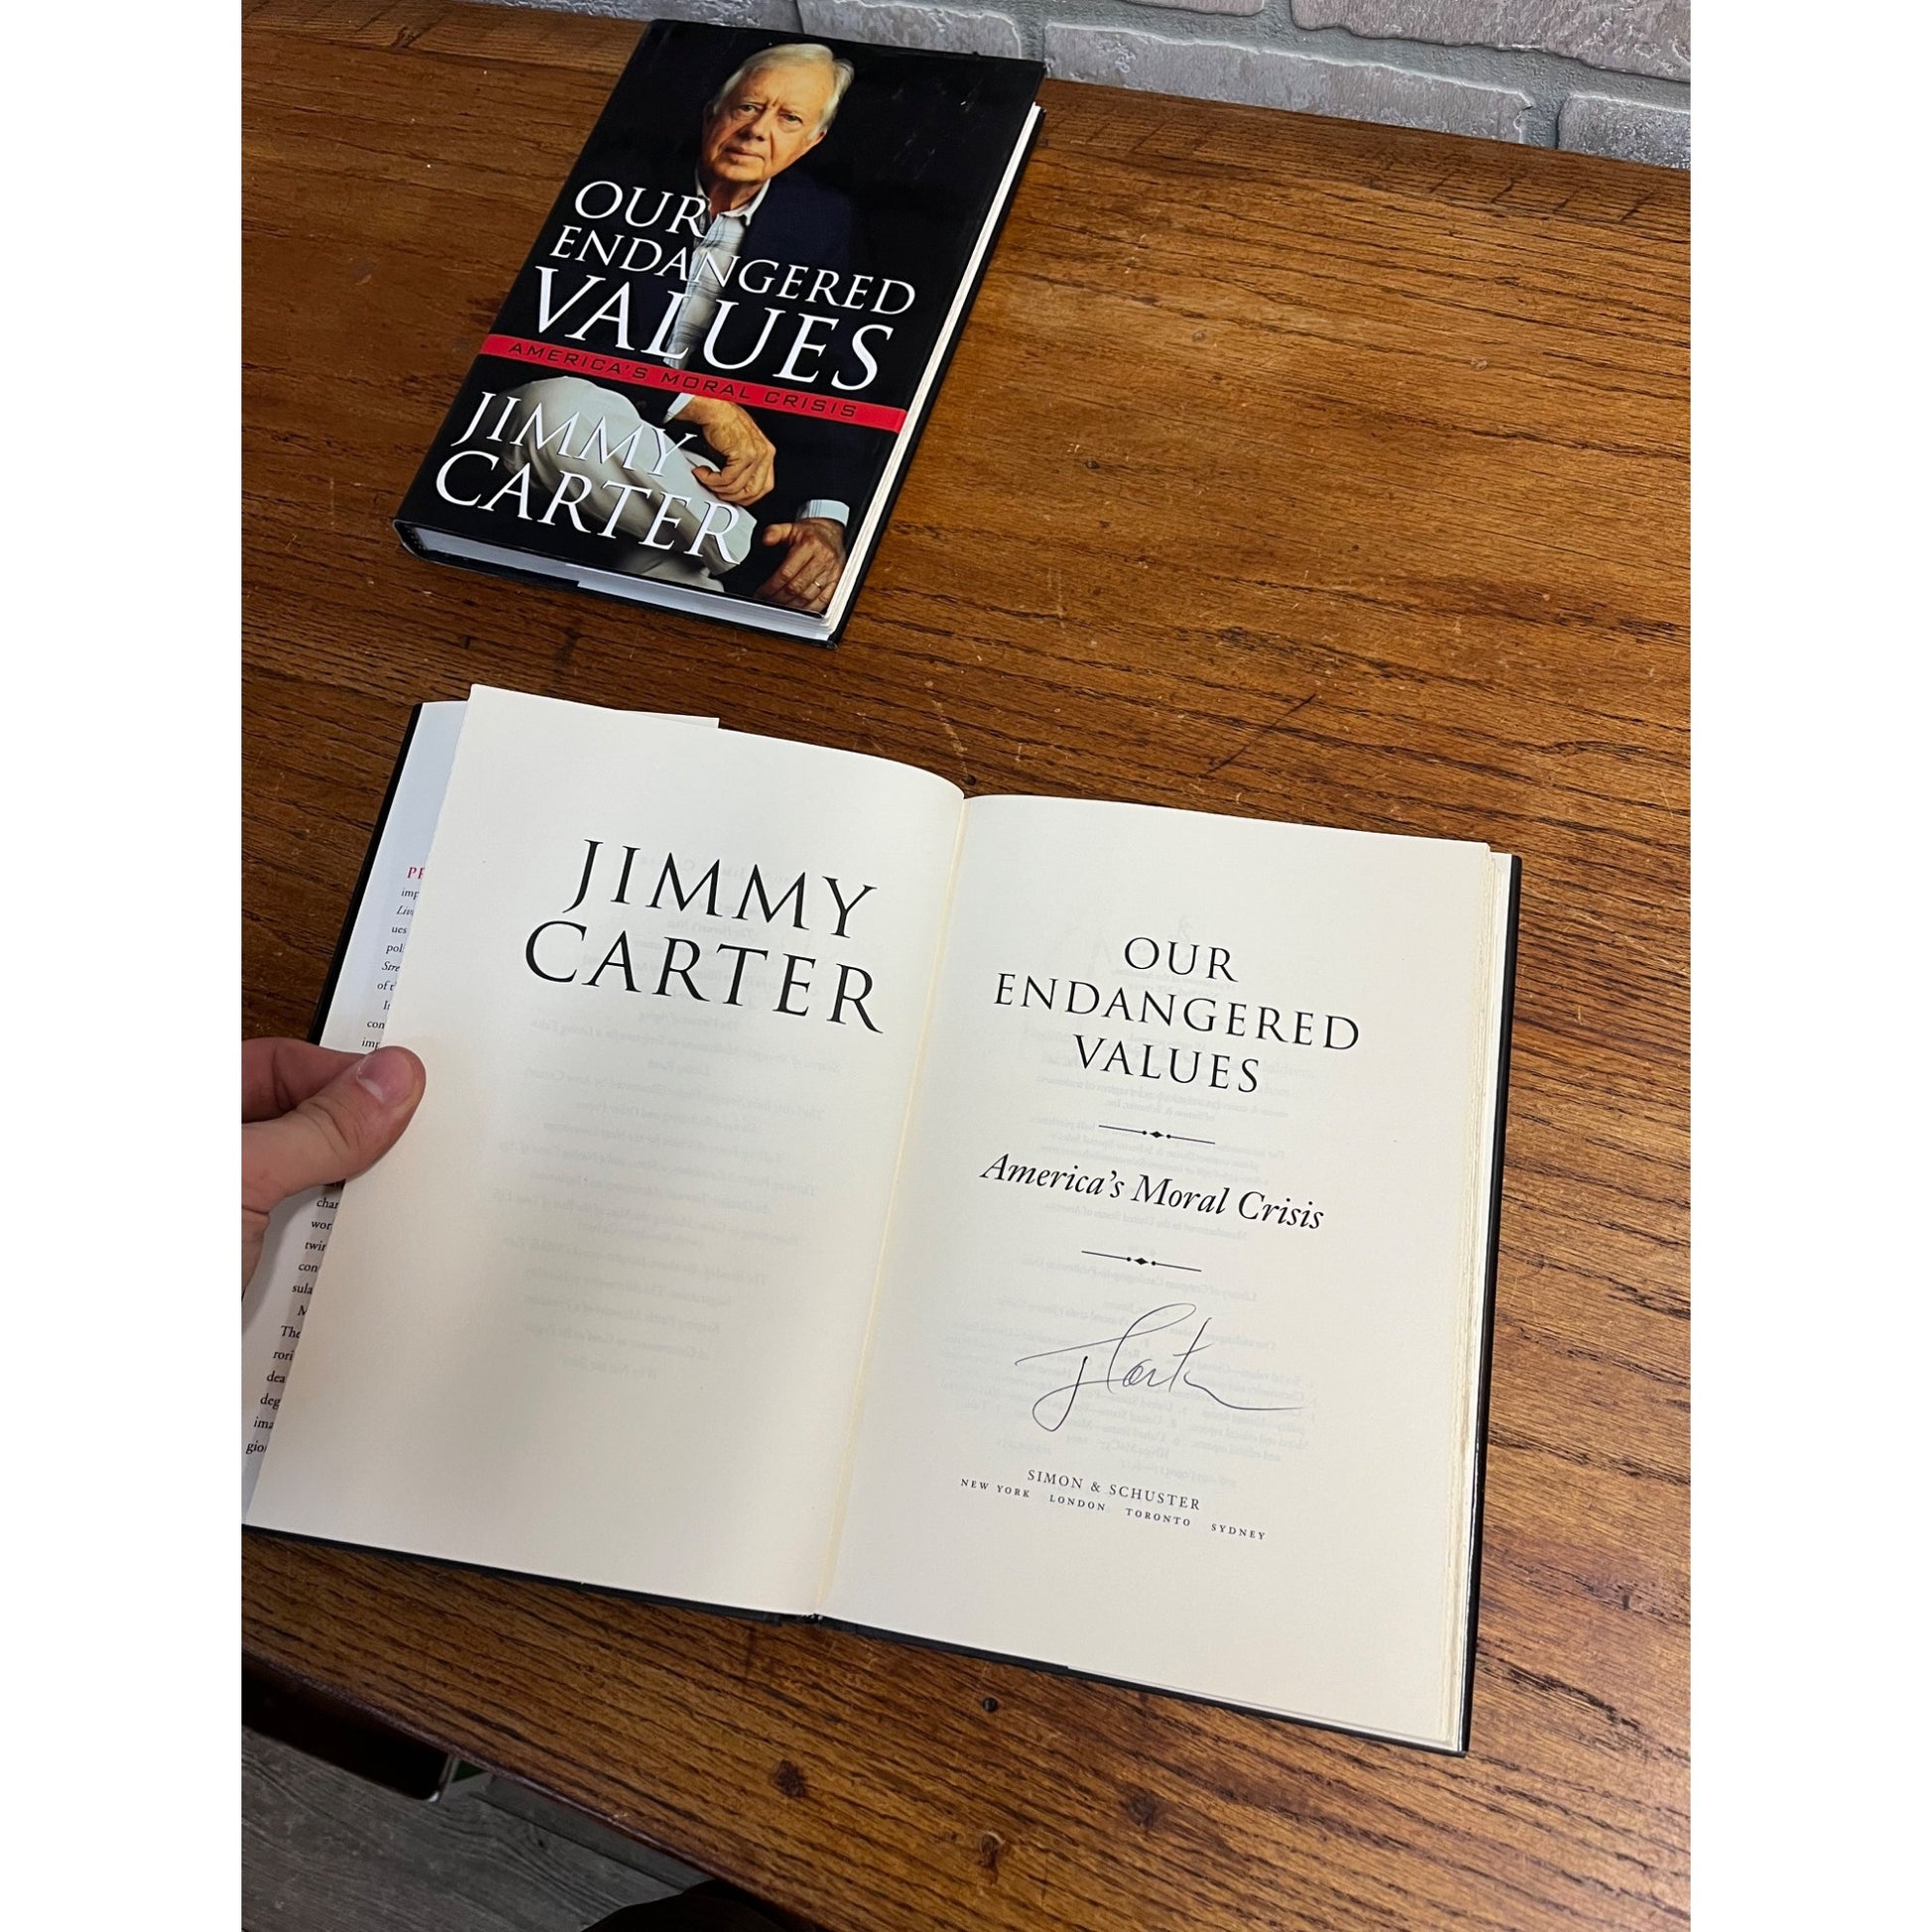 OUR
ENDANGERED
VALUES
AMERICA'S MORAL CRISIS
JIMMY
CARTER
JIMMY
CARTER
OUR
ENDANGERED
VALUES
America's Moral Crisis
J Carter
SIMON & SCHUSTER
NEW YORK LONDON TORONTO SYDNEY